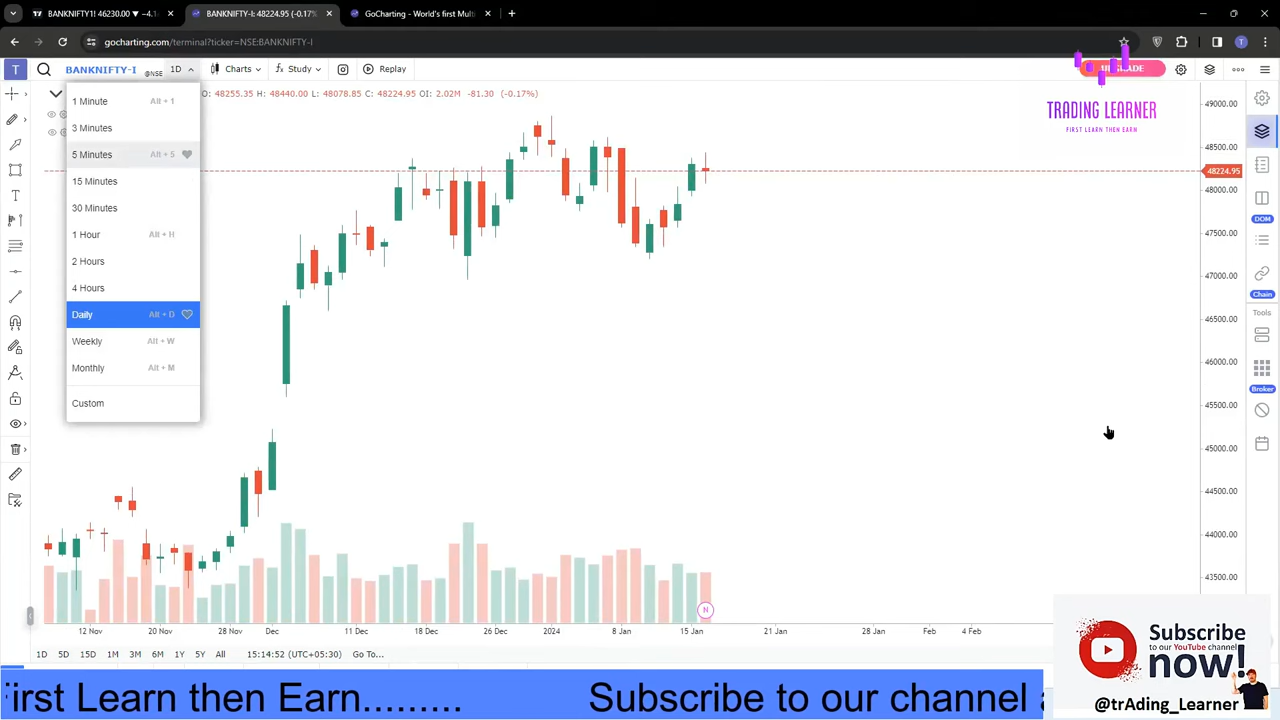 BANKNIFTY1! 46230.00 ▼ −4.1
BANKNIFTY-I: 48224.95 (-0.17%)
GoCharting - World's first Multi
gocharting.com/terminal?ticker=NSE:BANKNIFTY-I
T BANKNIFTY-I @NSE 1D Charts Study Replay UPGRADE
O: 48255.35 H: 48440.00 L: 48078.85 C: 48224.95 OI: 2.02M -81.30 (-0.17%)
1 Minute Alt + 1
3 Minutes
5 Minutes Alt + 5
15 Minutes
30 Minutes
1 Hour Alt + H
2 Hours
4 Hours
Daily Alt + D
Weekly Alt + W
Monthly Alt + M
Custom
TRADING LEARNER
FIRST LEARN THEN EARN
49000.00
48500.00
48224.95
48000.00
47500.00
47000.00
46500.00
46000.00
45500.00
45000.00
44500.00
44000.00
43500.00
DOM
Chain
Tools
Broker
N
12 Nov 20 Nov 28 Nov Dec 11 Dec 18 Dec 26 Dec 2024 8 Jan 15 Jan 21 Jan 28 Jan Feb 4 Feb
1D 5D 15D 1M 3M 6M 1Y 5Y All 15:14:52 (UTC+05:30) Go To...
First Learn then Earn......... Subscribe to our channel
Subscribe
to our YouTube channel
now!
@trAding_Learner